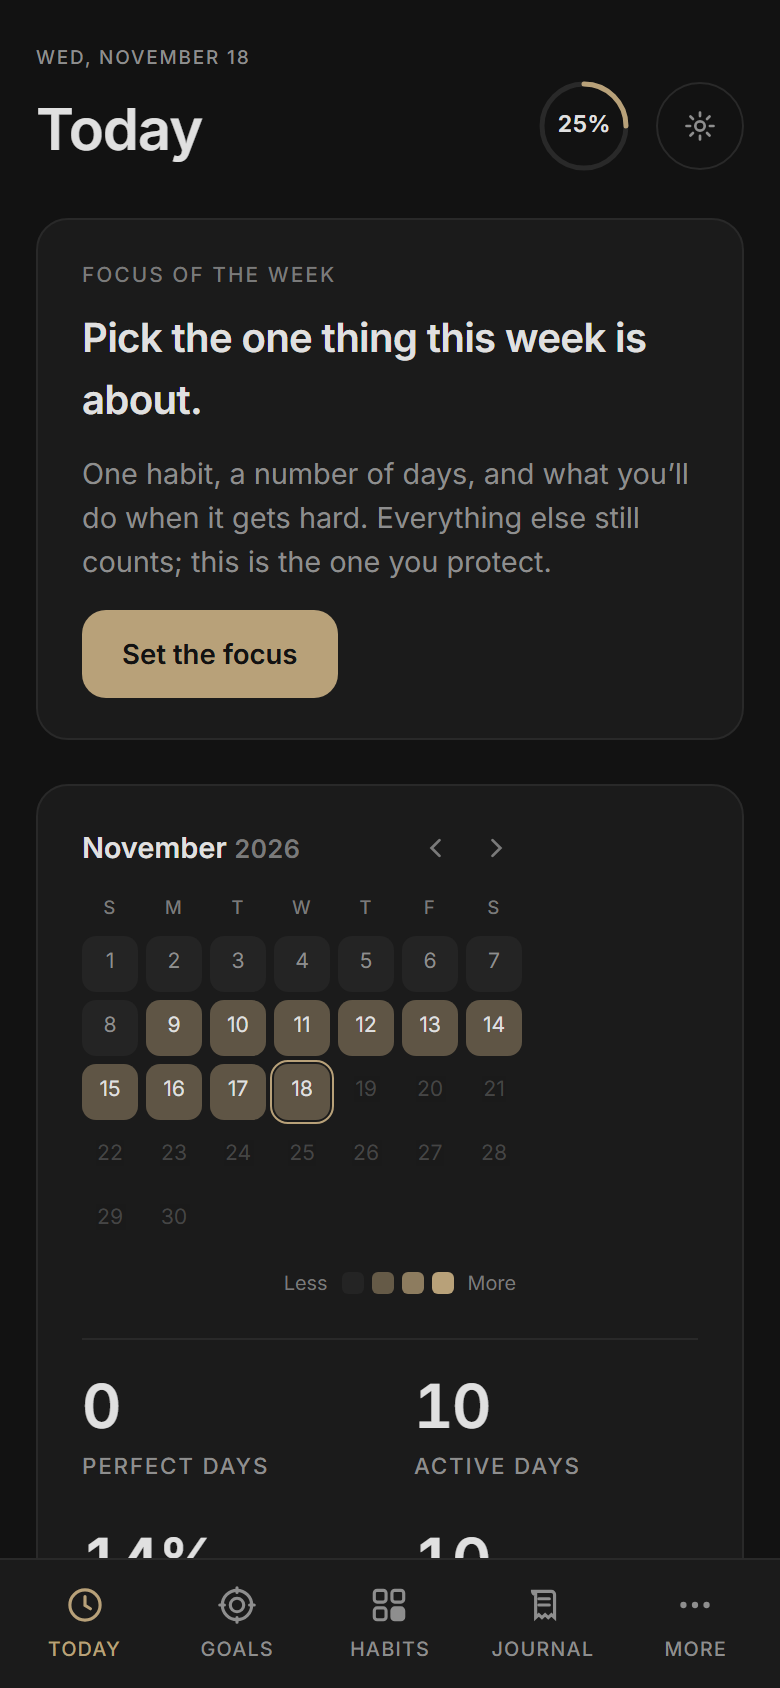 WED, NOVEMBER 18
Today
25%
FOCUS OF THE WEEK
Pick the one thing this week is
about.
One habit, a number of days, and what you’ll
do when it gets hard. Everything else still
counts; this is the one you protect.
Set the focus
November 2026
S M T W T F S
1 2 3 4 5 6 7
8 9 10 11 12 13 14
15 16 17 18 19 20 21
22 23 24 25 26 27 28
29 30
Less More
0 10
PERFECT DAYS ACTIVE DAYS
14% 10
TODAY GOALS HABITS JOURNAL MORE